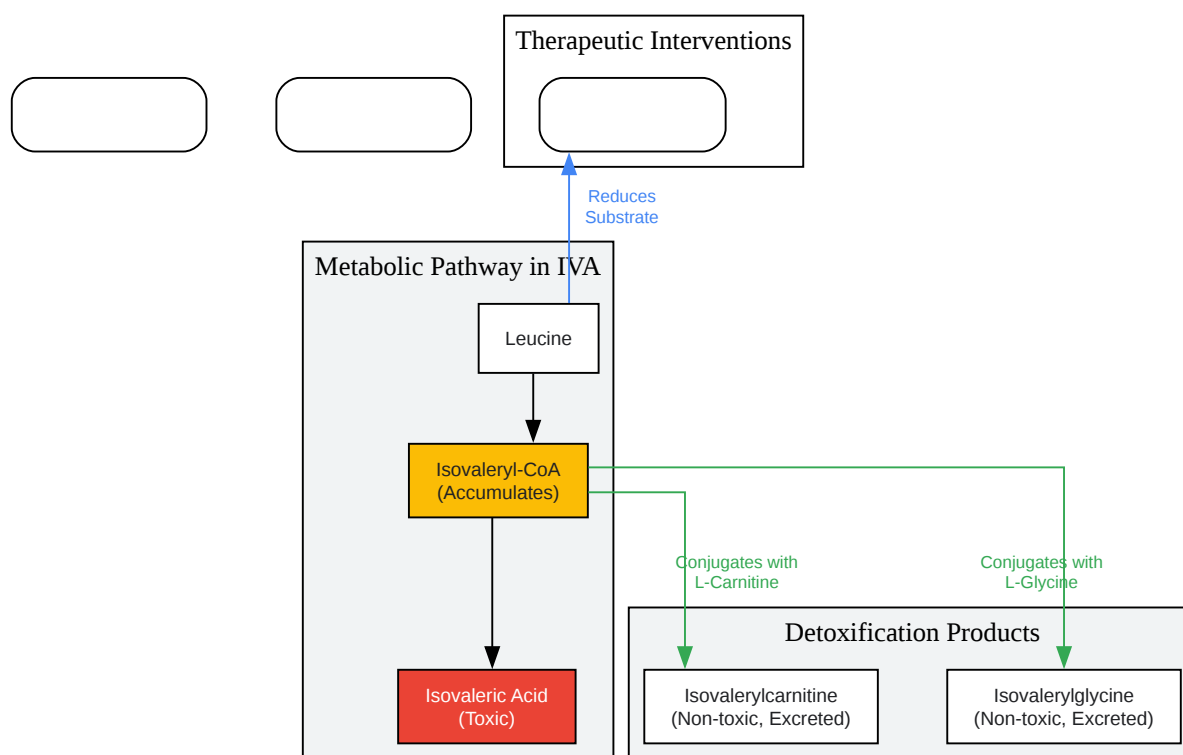 Therapeutic Interventions
Reduces
Substrate
Metabolic Pathway in IVA
Leucine
Isovaleryl-CoA
(Accumulates)
Conjugates with
L-Carnitine
Conjugates with
L-Glycine
Detoxification Products
Isovaleric Acid
(Toxic)
Isovalerylcarnitine
(Non-toxic, Excreted)
Isovalerylglycine
(Non-toxic, Excreted)